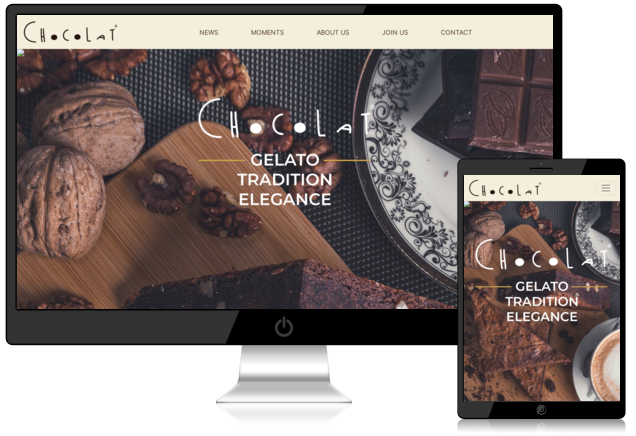 CHOCOLAT
NEWS MOMENTS ABOUT US JOIN US CONTACT
CHOCOLAT
GELATO
TRADITION
ELEGANCE
CHOCOLAT
CHOCOLAT
GELATO
TRADITION
ELEGANCE